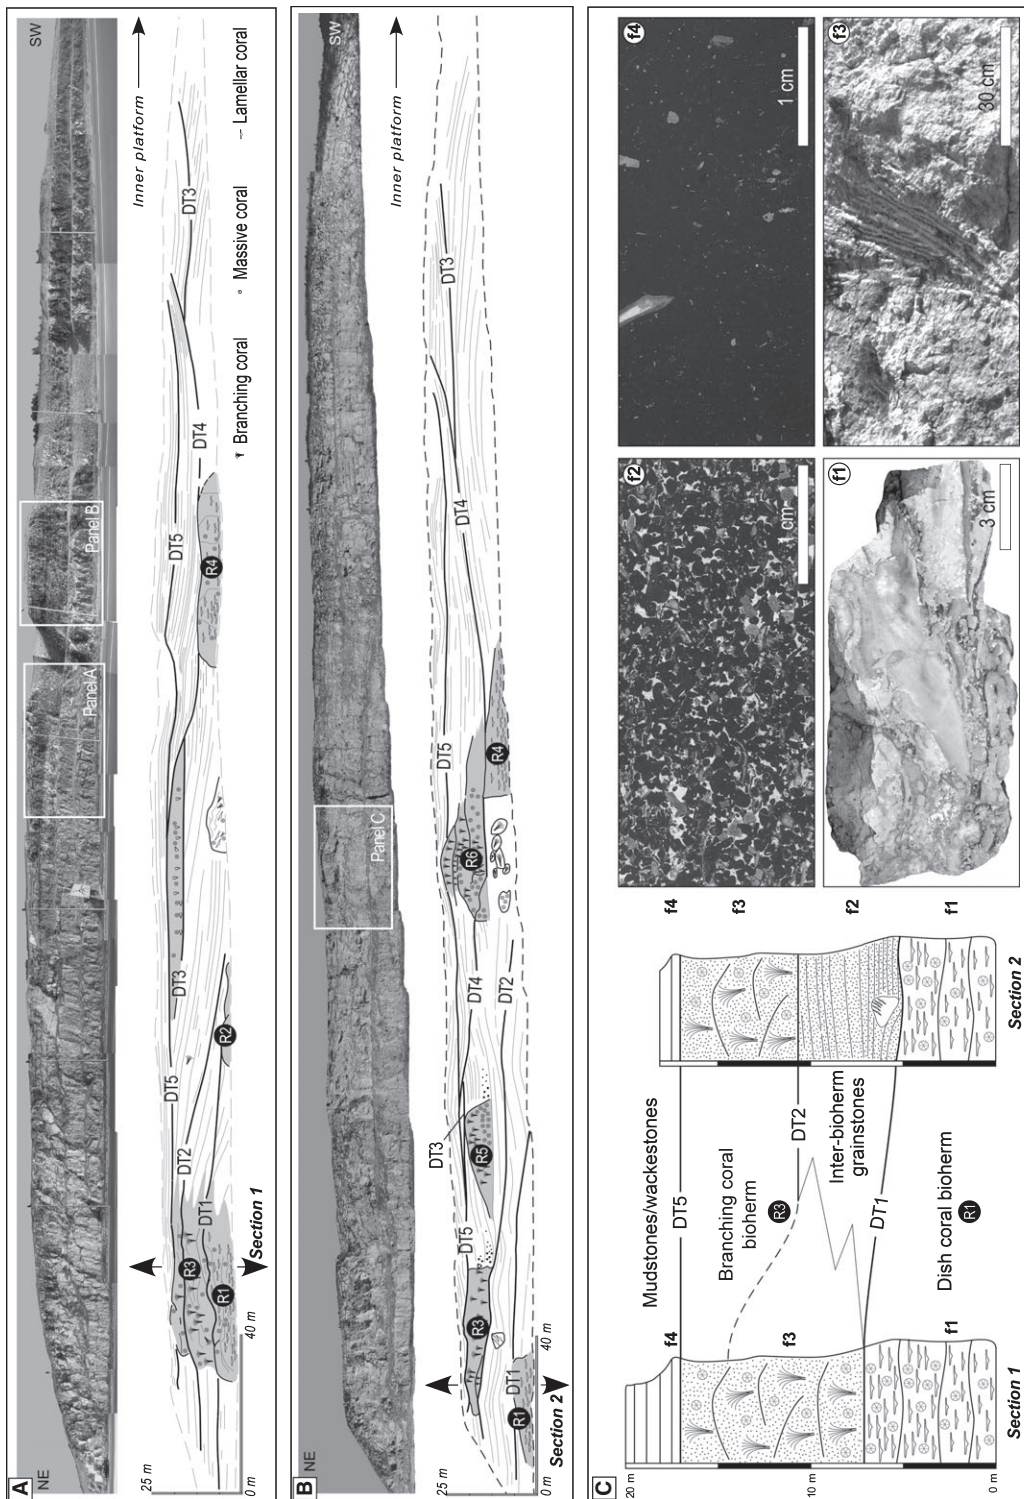 A
NE
SW
Panel A
Panel B
Inner platform
25 m
0 m
40 m
Section 1
DT1
DT2
DT3
DT4
DT5
DT3
R1
R2
R3
R4
Branching coral
Massive coral
Lamellar coral
B
NE
SW
Panel C
Inner platform
25 m
0 m
40 m
Section 2
DT1
DT2
DT3
DT4
DT5
DT5
DT4
DT3
R1
R3
R4
R5
R6
C
20 m
10 m
0 m
f4
f3
f1
Section 1
Mudstones/wackestones
DT5
Branching coral
bioherm
R3
DT2
Inter-bioherm
grainstones
DT1
Dish coral bioherm
R1
Section 2
f4
f3
f2
f1
f2
1 cm
f4
1 cm
f1
3 cm
f3
30 cm